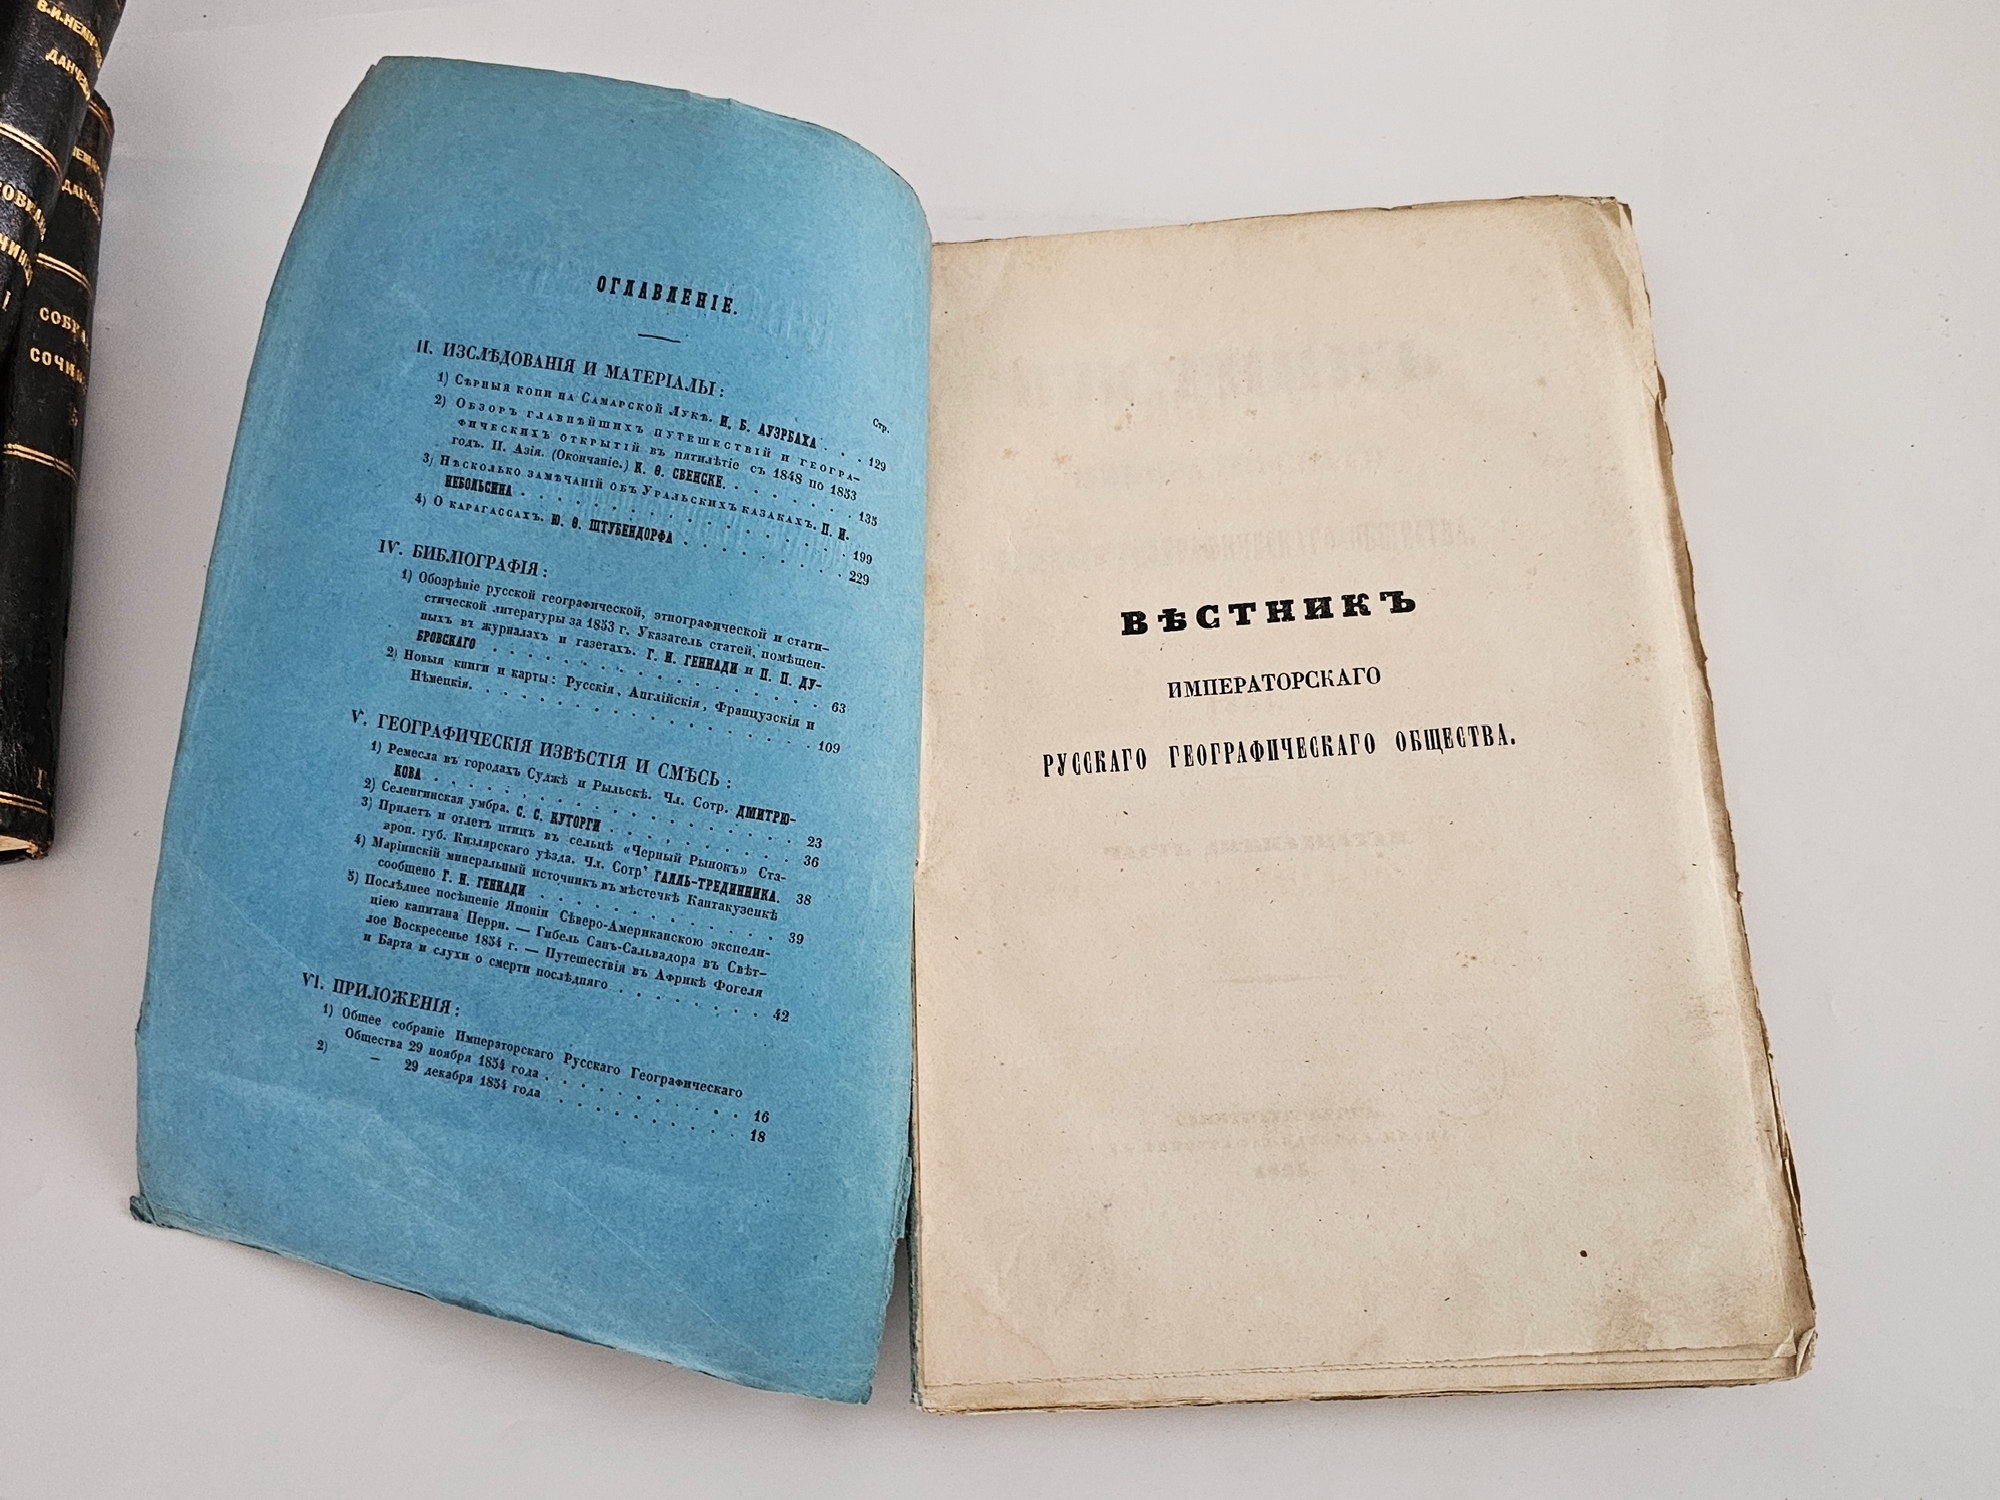 В.И.НЕМИ
ДАНЧЕ
СОБРА
СОЧИ
ОГЛАВЛЕНІЕ.
II. ИЗСЛѢДОВАНІЯ И МАТЕРІАЛЫ:
Стр.
1) Сѣрныя копи на Самарской Лукѣ. И. Б. АУЭРБАХА . . . . 129
2) Обзоръ главнѣйшихъ путешествій и геогра-
фическихъ открытій въ пятилѣтіе съ 1848 по 1853
годъ. II. Азія. (Окончаніе.) К. Ѳ. СВЕНСКЕ. . . . . . . . 135
3) Нѣсколько замѣчаній объ Уральскихъ казакахъ. П. И.
НЕБОЛЬСИНА . . . . . . . . . . . . . . . . . 199
4) О карагассахъ. Ю. Ѳ. ШТУБЕНДОРФА . . . . . . . . . 229
IV. БИБЛІОГРАФІЯ:
1) Обозрѣніе русской географической, этнографической и стати-
стической литературы за 1853 г. Указатель статей, помѣщен-
ныхъ въ журналахъ и газетахъ. Г. Н. ГЕННАДИ и П. П. ДУ-
БРОВСКАГО . . . . . . . . . . . . . . . . . 63
2) Новыя книги и карты: Русскія, Англійскія, Французскія и
Нѣмецкія. . . . . . . . . . . . . . . . . . 109
V. ГЕОГРАФИЧЕСКІЯ ИЗВѢСТІЯ И СМѢСЬ:
1) Ремесла въ городахъ Суджѣ и Рыльскѣ. Чл. Сотр. ДМИТРЮ-
КОВА . . . . . . . . . . . . . . . . . . . 23
2) Селенгинская умбра. С. С. КУТОРГИ . . . . . . . . . . 36
3) Прилетъ и отлетъ птицъ въ сельцѣ «Черный Рынокъ» Ста-
вроп. губ. Кизлярскаго уѣзда. Чл. Сотр ГАЛЛЬ-ТРЕДИННИКА. 38
4) Маріинскій минеральный источникъ въ мѣстечкѣ Кантакузенкѣ
сообщено Г. Н. ГЕННАДИ . . . . . . . . . . . . 39
5) Послѣднее посѣщеніе Японіи Сѣверо-Американскою экспеди-
ціею капитана Перри. — Гибель Санъ-Сальвадора въ Свѣт-
лое Воскресенье 1854 г. — Путешествія въ Африкѣ Фогеля
и Барта и слухи о смерти послѣдняго . . . . . . . . 42
VI. ПРИЛОЖЕНІЯ:
1) Общее собраніе Императорскаго Русскаго Географическаго
Общества 29 ноября 1854 года . . . . . . . . . . . 16
2) — 29 декабря 1854 года . . . . . . . . . . . 18
ВѢСТНИКЪ
ИМПЕРАТОРСКАГО
РУССКАГО ГЕОГРАФИЧЕСКАГО ОБЩЕСТВА.